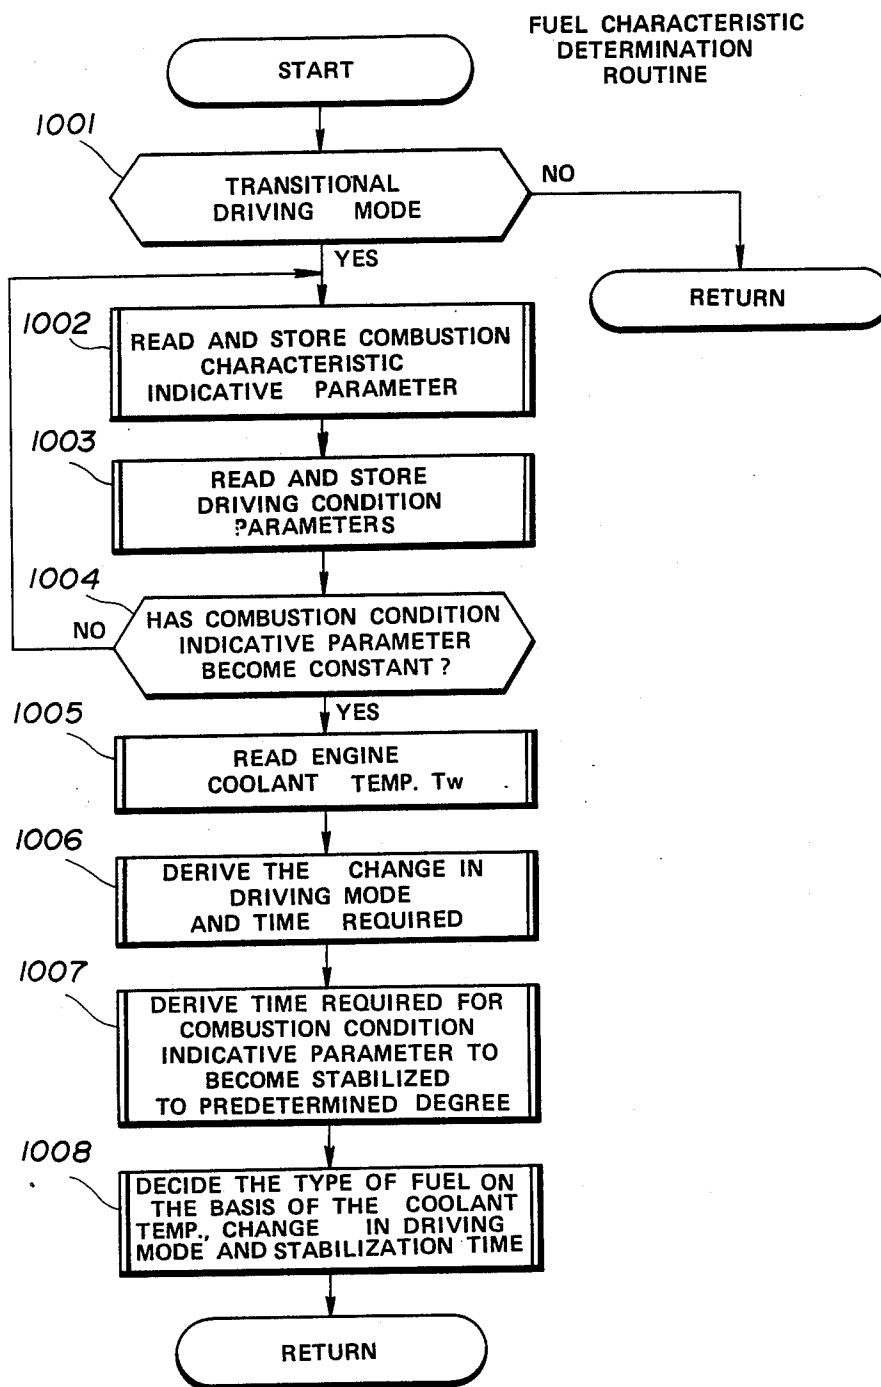 FUEL CHARACTERISTIC
DETERMINATION
ROUTINE
START
1001
TRANSITIONAL
DRIVING MODE
NO
YES
RETURN
1002
READ AND STORE COMBUSTION
CHARACTERISTIC
INDICATIVE PARAMETER
1003
READ AND STORE
DRIVING CONDITION
PARAMETERS
1004
NO
HAS COMBUSTION CONDITION
INDICATIVE PARAMETER
BECOME CONSTANT?
YES
1005
READ ENGINE
COOLANT TEMP. Tw
1006
DERIVE THE CHANGE IN
DRIVING MODE
AND TIME REQUIRED
1007
DERIVE TIME REQUIRED FOR
COMBUSTION CONDITION
INDICATIVE PARAMETER TO
BECOME STABILIZED
TO PREDETERMINED DEGREE
1008
DECIDE THE TYPE OF FUEL ON
THE BASIS OF THE COOLANT
TEMP., CHANGE IN DRIVING
MODE AND STABILIZATION TIME
RETURN